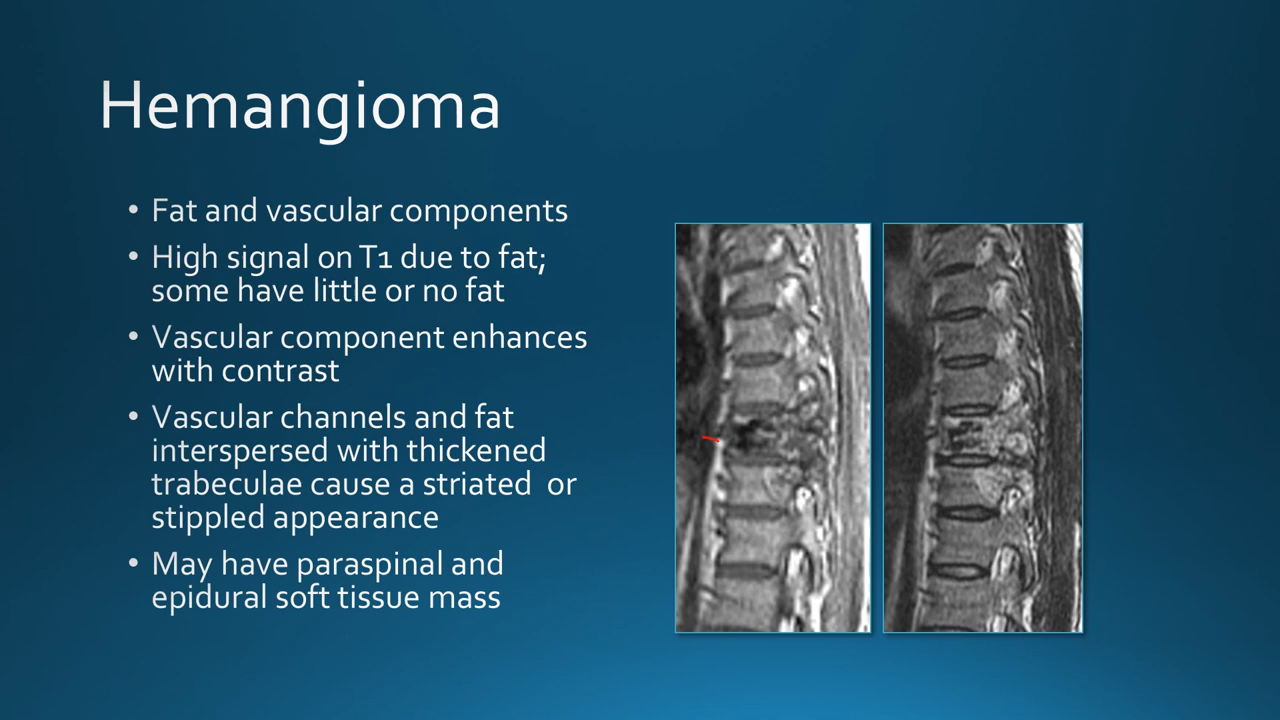 Hemangioma
• Fat and vascular components
• High signal on T1 due to fat;
some have little or no fat
• Vascular component enhances
with contrast
• Vascular channels and fat
interspersed with thickened
trabeculae cause a striated or
stippled appearance
• May have paraspinal and
epidural soft tissue mass